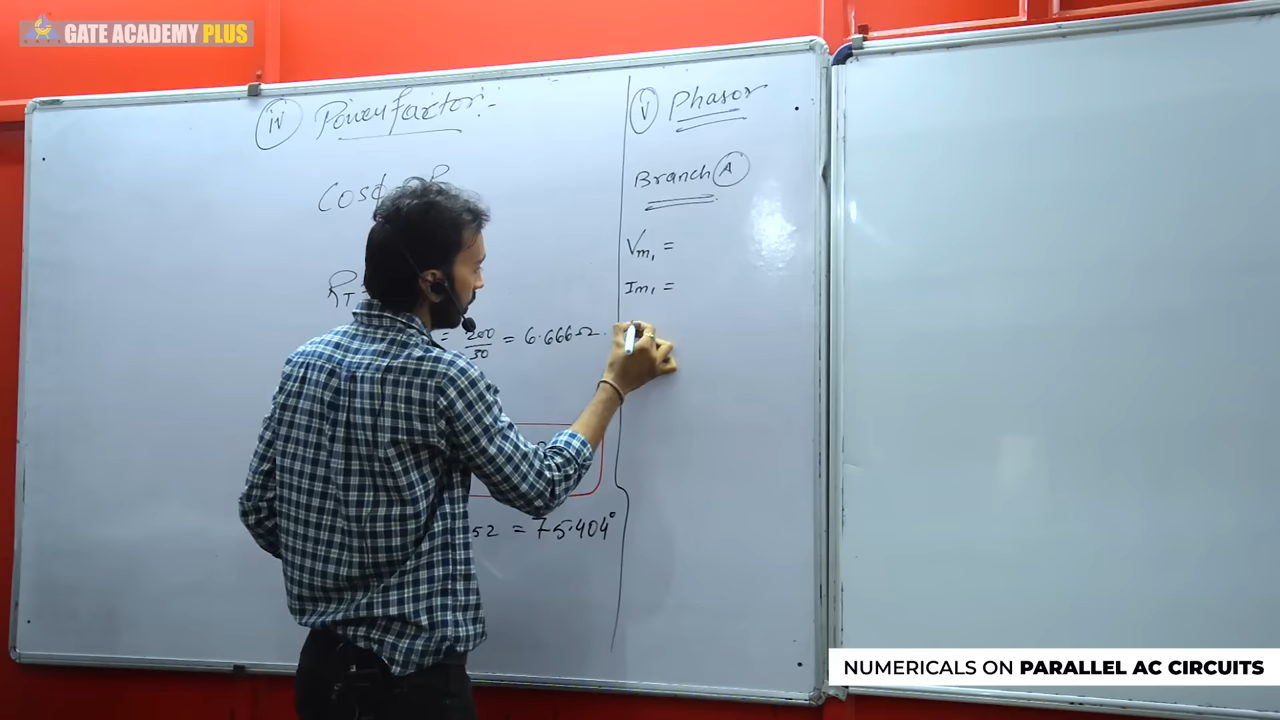 GATE ACADEMY PLUS
iv Power factor:-
Cosφ
R_T
= 200/30 = 6.666Ω.
52 = 75.404°
v Phasor
Branch A
Vm₁ =
Im₁ =
NUMERICALS ON PARALLEL AC CIRCUITS